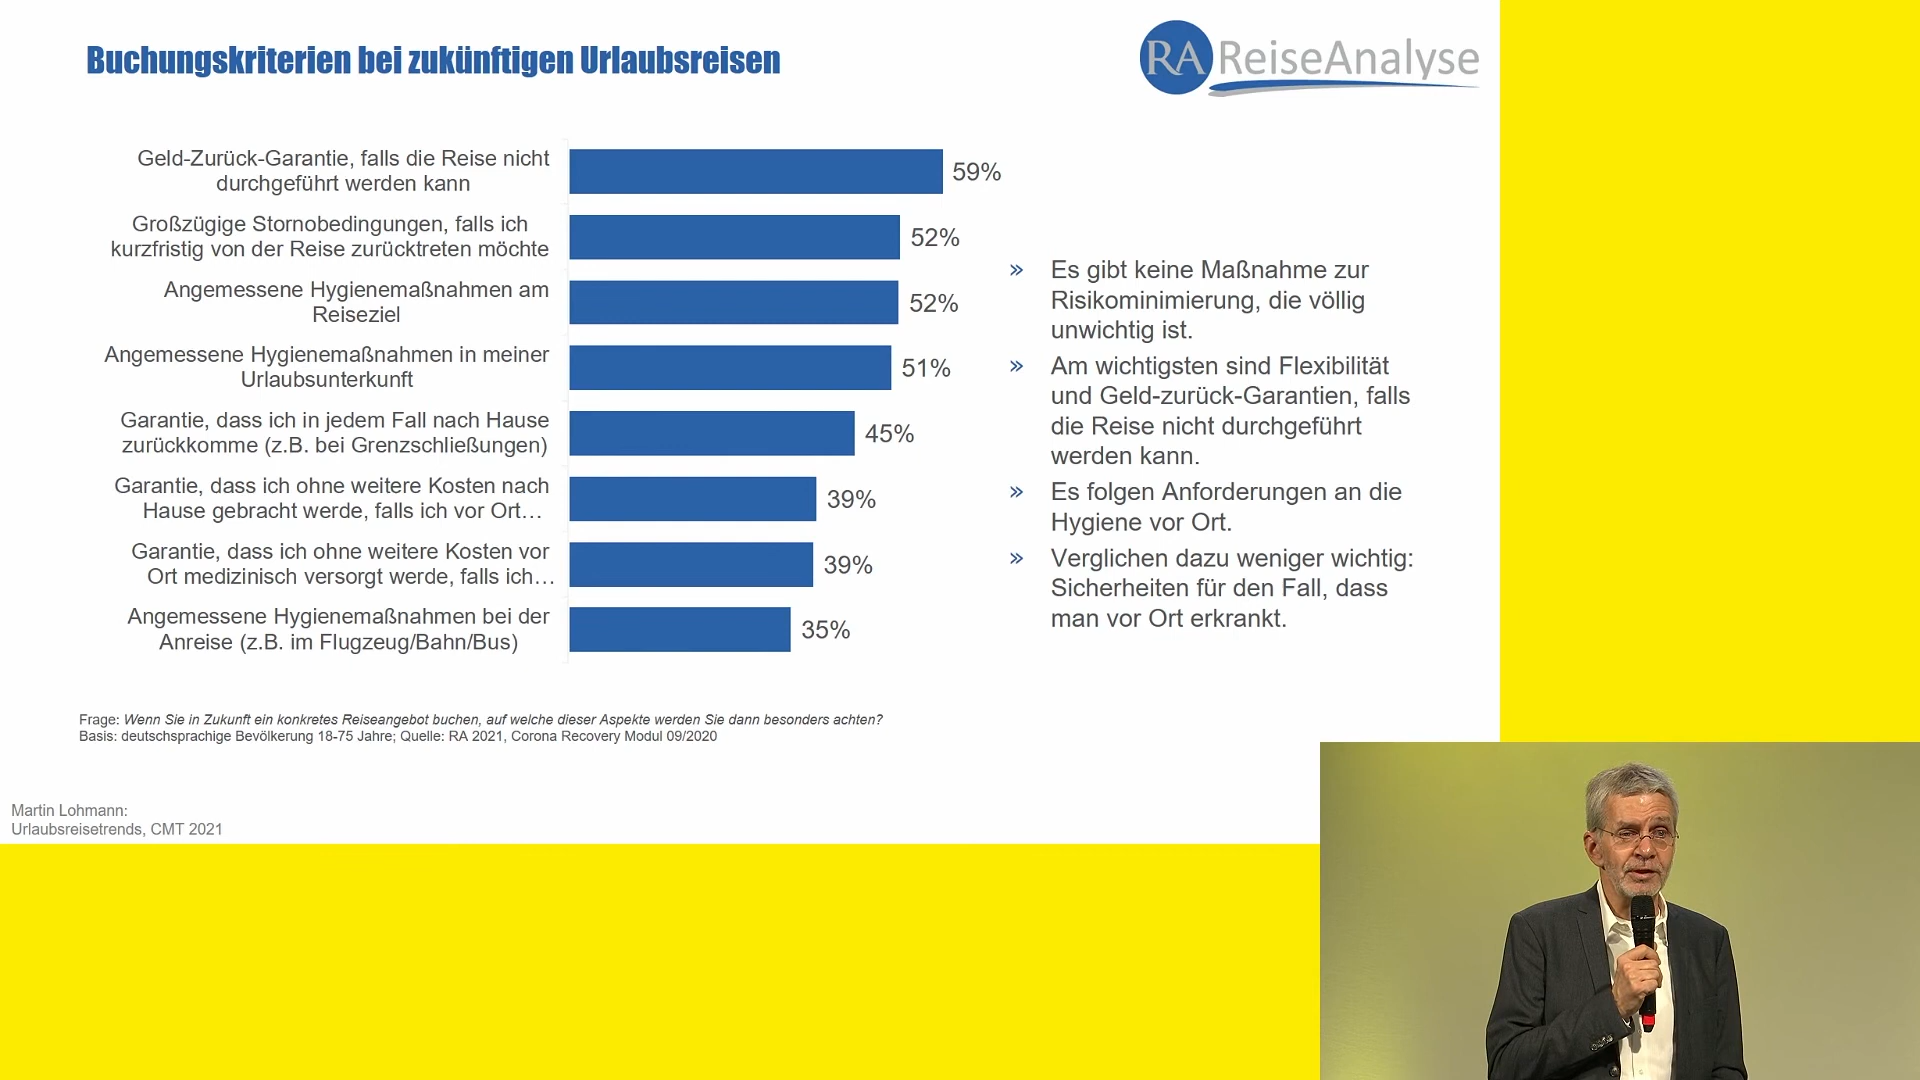 Buchungskriterien bei zukünftigen Urlaubsreisen
RA ReiseAnalyse
Geld-Zurück-Garantie, falls die Reise nicht
durchgeführt werden kann
59%
Großzügige Stornobedingungen, falls ich
kurzfristig von der Reise zurücktreten möchte
52%
Angemessene Hygienemaßnahmen am
Reiseziel
52%
Angemessene Hygienemaßnahmen in meiner
Urlaubsunterkunft
51%
Garantie, dass ich in jedem Fall nach Hause
zurückkomme (z.B. bei Grenzschließungen)
45%
Garantie, dass ich ohne weitere Kosten nach
Hause gebracht werde, falls ich vor Ort…
39%
Garantie, dass ich ohne weitere Kosten vor
Ort medizinisch versorgt werde, falls ich…
39%
Angemessene Hygienemaßnahmen bei der
Anreise (z.B. im Flugzeug/Bahn/Bus)
35%
» Es gibt keine Maßnahme zur
Risikominimierung, die völlig
unwichtig ist.
» Am wichtigsten sind Flexibilität
und Geld-zurück-Garantien, falls
die Reise nicht durchgeführt
werden kann.
» Es folgen Anforderungen an die
Hygiene vor Ort.
» Verglichen dazu weniger wichtig:
Sicherheiten für den Fall, dass
man vor Ort erkrankt.
Frage: Wenn Sie in Zukunft ein konkretes Reiseangebot buchen, auf welche dieser Aspekte werden Sie dann besonders achten?
Basis: deutschsprachige Bevölkerung 18-75 Jahre; Quelle: RA 2021, Corona Recovery Modul 09/2020
Martin Lohmann:
Urlaubsreisetrends, CMT 2021